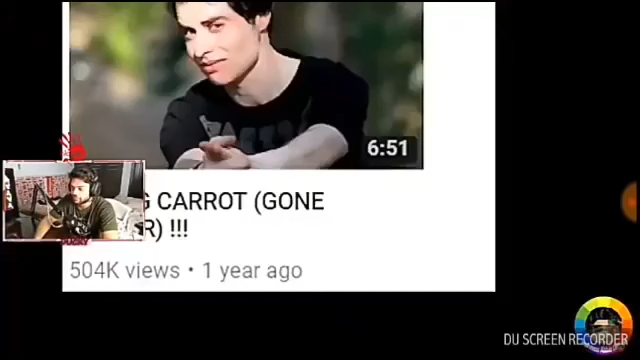 6:51
G CARROT (GONE
R) !!!
504K views • 1 year ago
DU SCREEN RECORDER